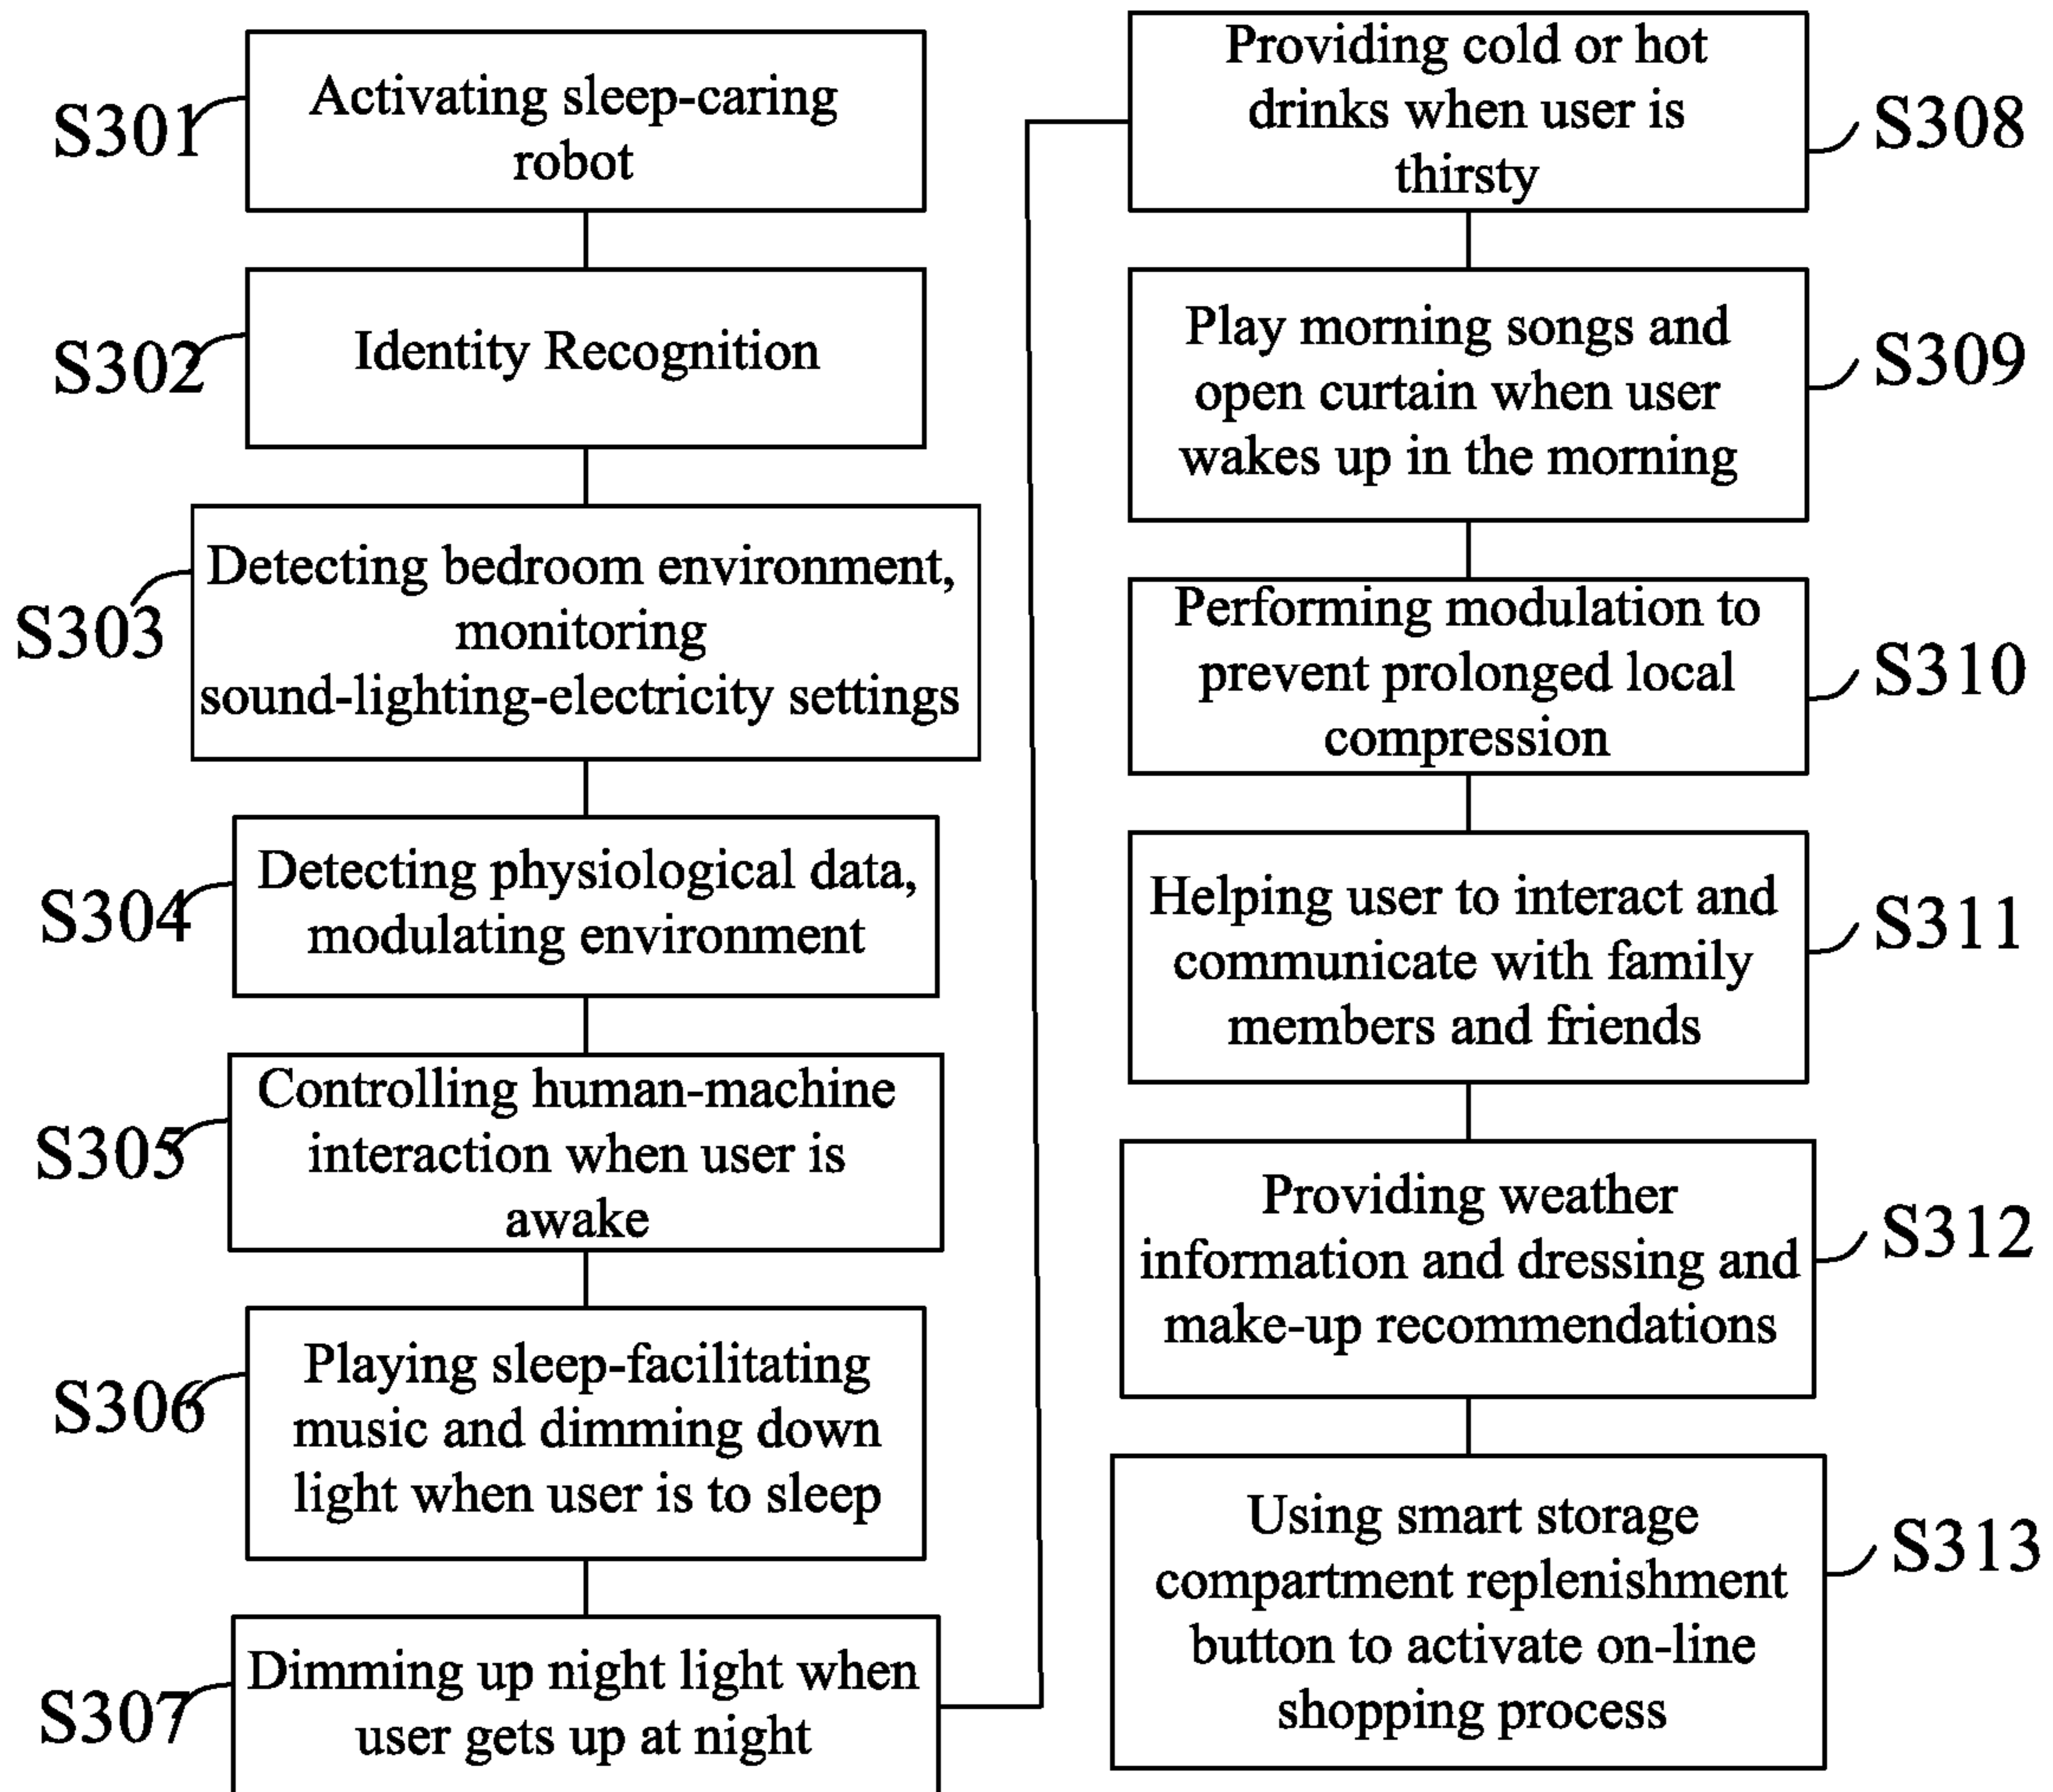 S301
Activating sleep-caring
robot
S302
Identity Recognition
S303
Detecting bedroom environment,
monitoring
sound-lighting-electricity settings
S304
Detecting physiological data,
modulating environment
S305
Controlling human-machine
interaction when user is
awake
S306
Playing sleep-facilitating
music and dimming down
light when user is to sleep
S307
Dimming up night light when
user gets up at night
Providing cold or hot
drinks when user is
thirsty
S308
Play morning songs and
open curtain when user
wakes up in the morning
S309
Performing modulation to
prevent prolonged local
compression
S310
Helping user to interact and
communicate with family
members and friends
S311
Providing weather
information and dressing and
make-up recommendations
S312
Using smart storage
compartment replenishment
button to activate on-line
shopping process
S313